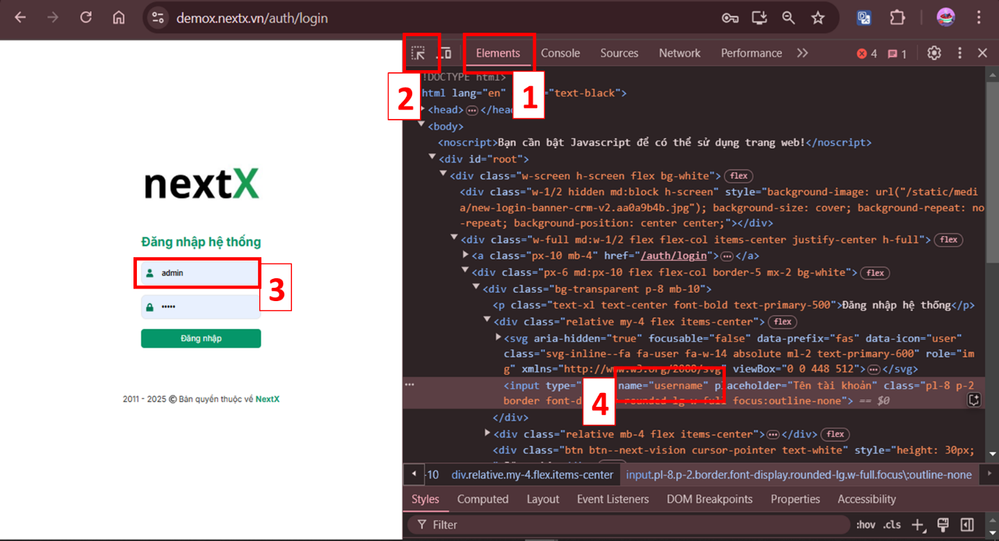 demox.nextx.vn/auth/login
Elements Console Sources Network Performance 4 1
2
1
!DOCTYPE html>
html lang="en" ="text-black">
<head> </head
<body>
<noscript>Bạn cần bật Javascript để có thể sử dụng trang web!</noscript>
<div id="root">
<div class="w-screen h-screen flex bg-white"> flex
<div class="w-1/2 hidden md:block h-screen" style="background-image: url("/static/medi
a/new-login-banner-crm-v2.aa0a9b4b.jpg"); background-size: cover; background-repeat: no
-repeat; background-position: center center;"></div>
<div class="w-full md:w-1/2 flex flex-col items-center justify-center h-full"> flex
<a class="px-10 mb-4" href="/auth/login"> </a>
<div class="px-6 md:px-10 flex flex-col border-5 mx-2 bg-white"> flex
<div class="bg-transparent p-8 mb-10">
<p class="text-xl text-center font-bold text-primary-500">Đăng nhập hệ thống</p>
<div class="relative my-4 flex items-center"> flex
<svg aria-hidden="true" focusable="false" data-prefix="fas" data-icon="user"
class="svg-inline--fa fa-user fa-w-14 absolute ml-2 text-primary-600" role="im
g" xmlns="http://www.w3.org/2000/svg" viewBox="0 0 448 512"> </svg>
<input type=" name="username" placeholder="Tên tài khoản" class="pl-8 p-2
border font-d rounded-lg w-full focus:outline-none"> == $0
4
</div>
<div class="relative mb-4 flex items-center"> </div> flex
<div class="btn btn--next-vision cursor-pointer text-white" style="height: 30px;
-10 div.relative.my-4.flex.items-center input.pl-8.p-2.border.font-display.rounded-lg.w-full.focus\:outline-none
Styles Computed Layout Event Listeners DOM Breakpoints Properties Accessibility
Filter :hov .cls
nextX
Đăng nhập hệ thống
admin
3
•••••
Đăng nhập
2011 - 2025 © Bản quyền thuộc về NextX